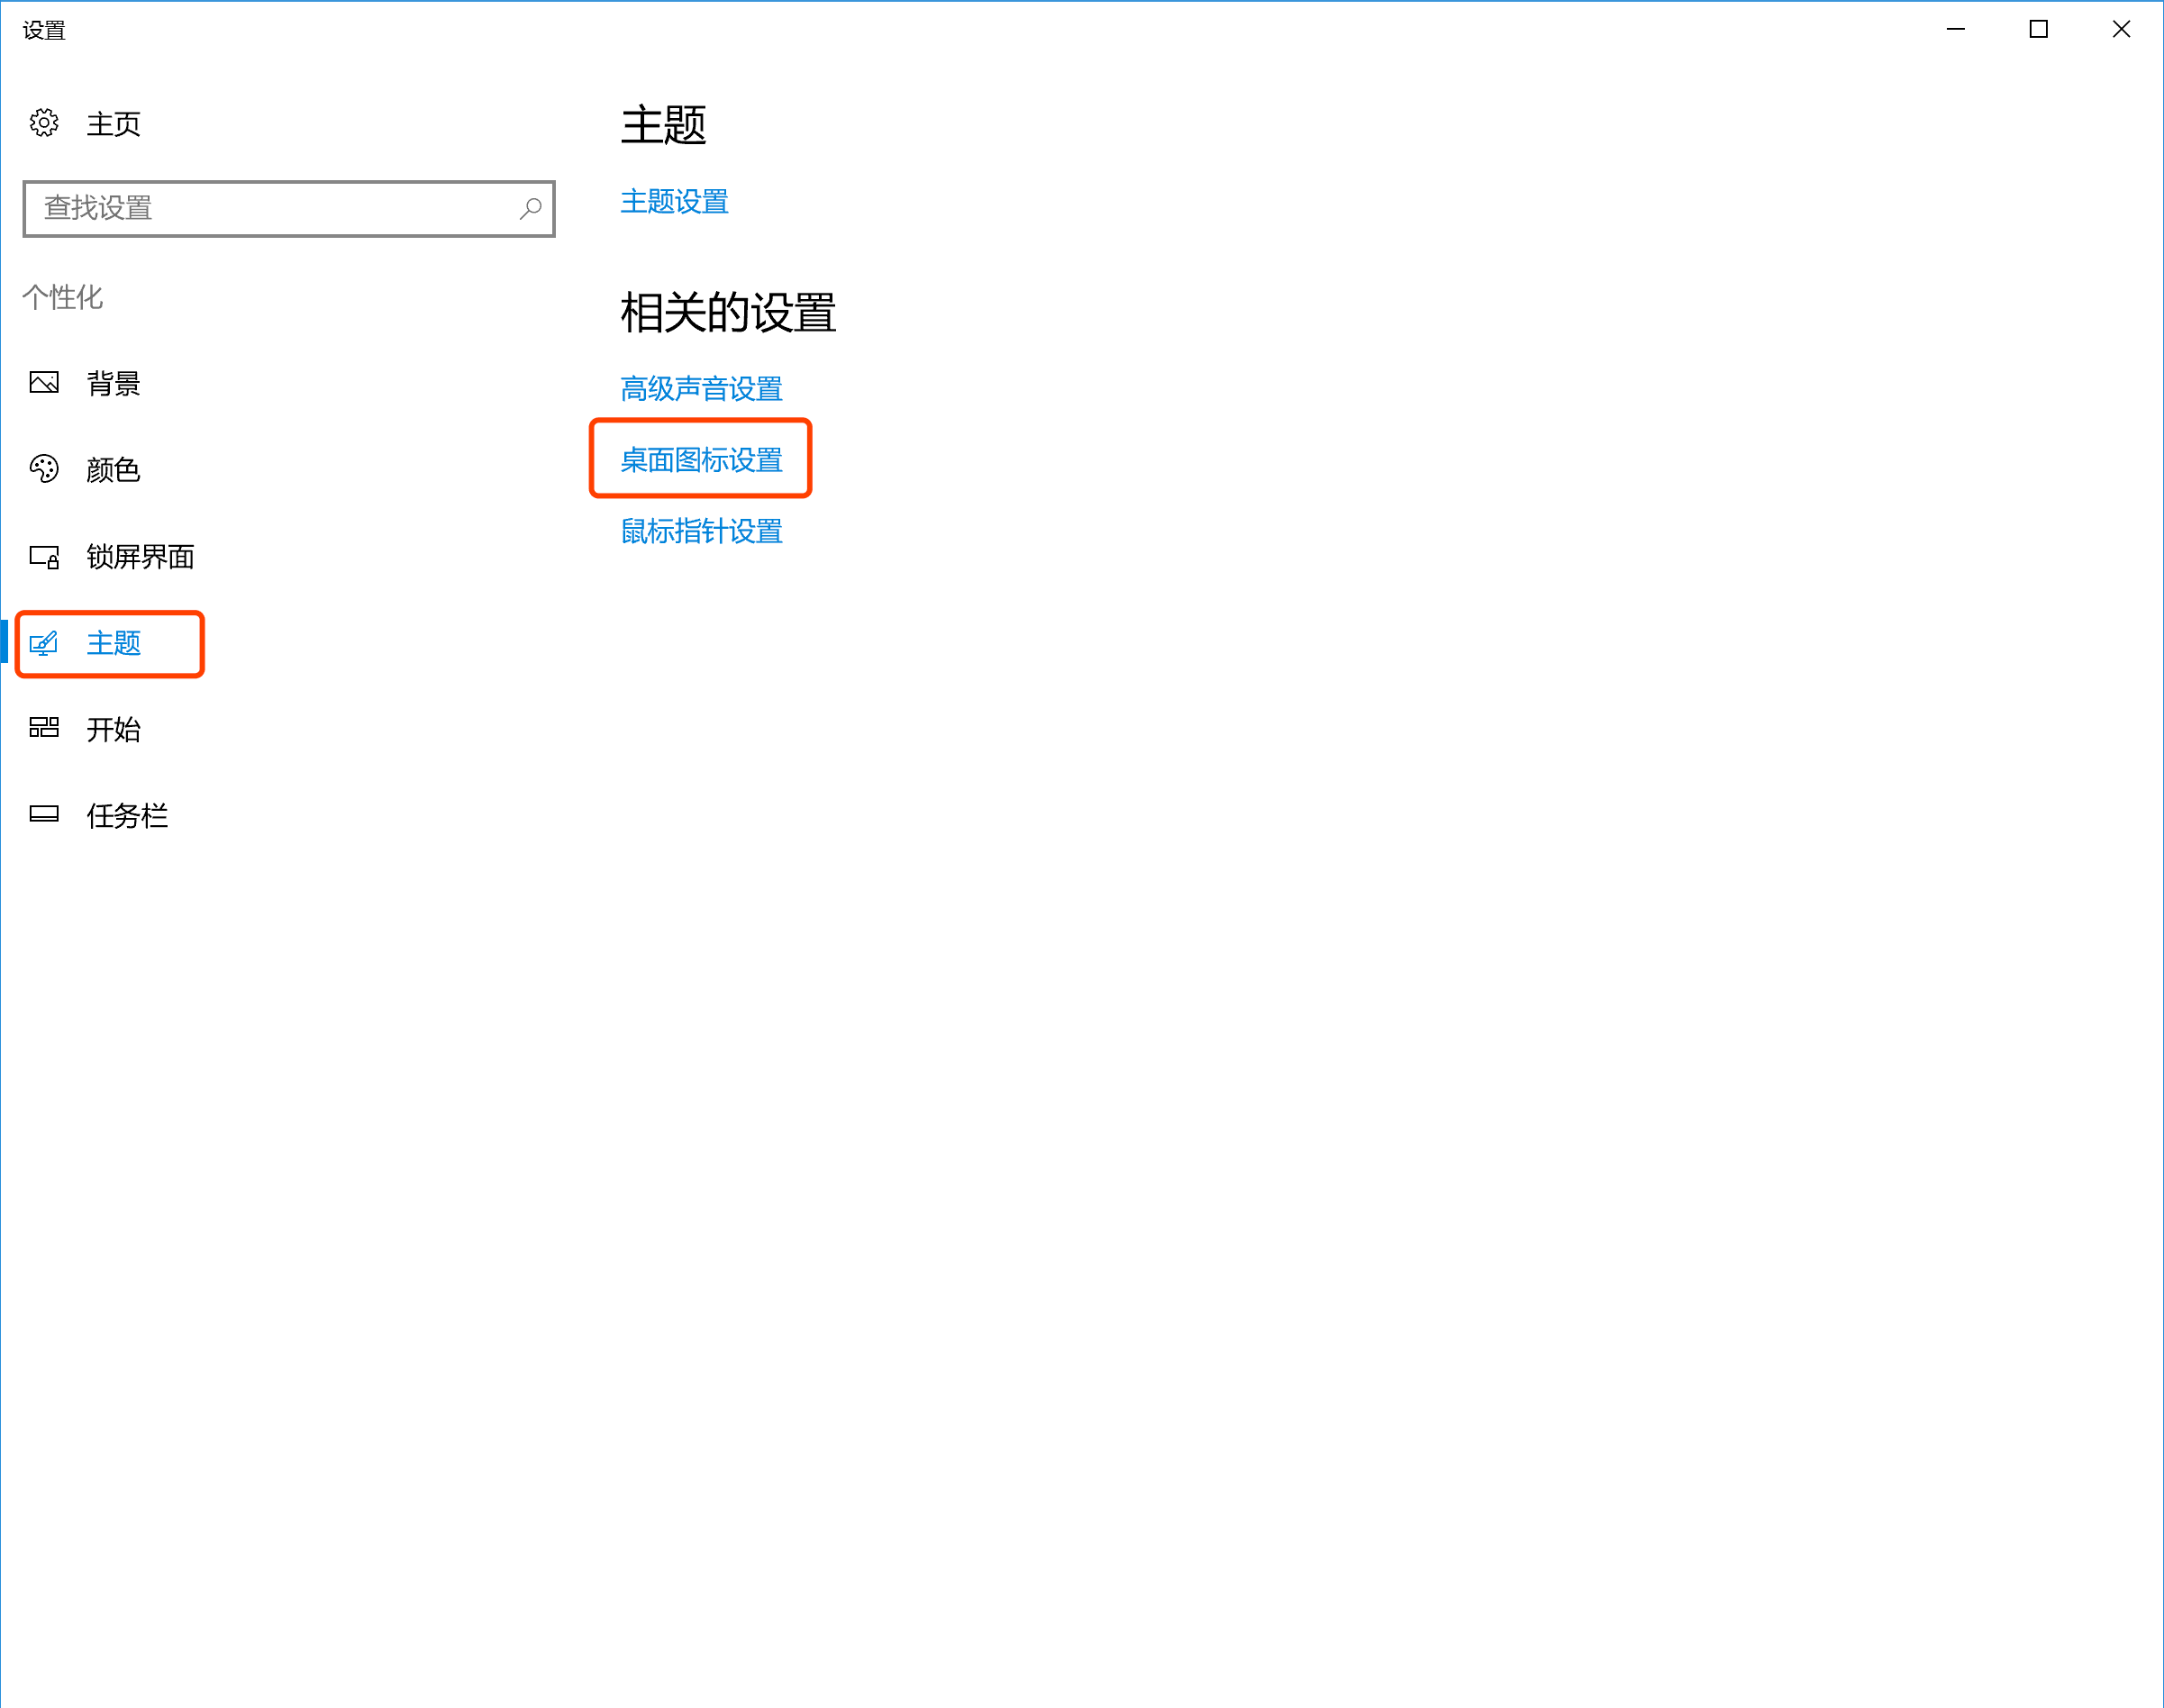 设置
主页
查找设置
个性化
背景
颜色
锁屏界面
主题
开始
任务栏
主题
主题设置
相关的设置
高级声音设置
桌面图标设置
鼠标指针设置